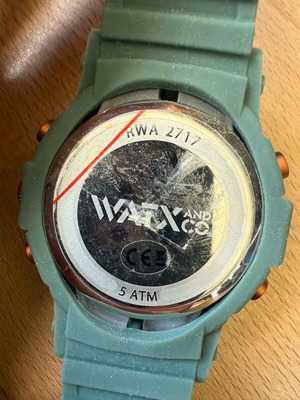 RWA 2717
WATX AND CO
CE
5 ATM